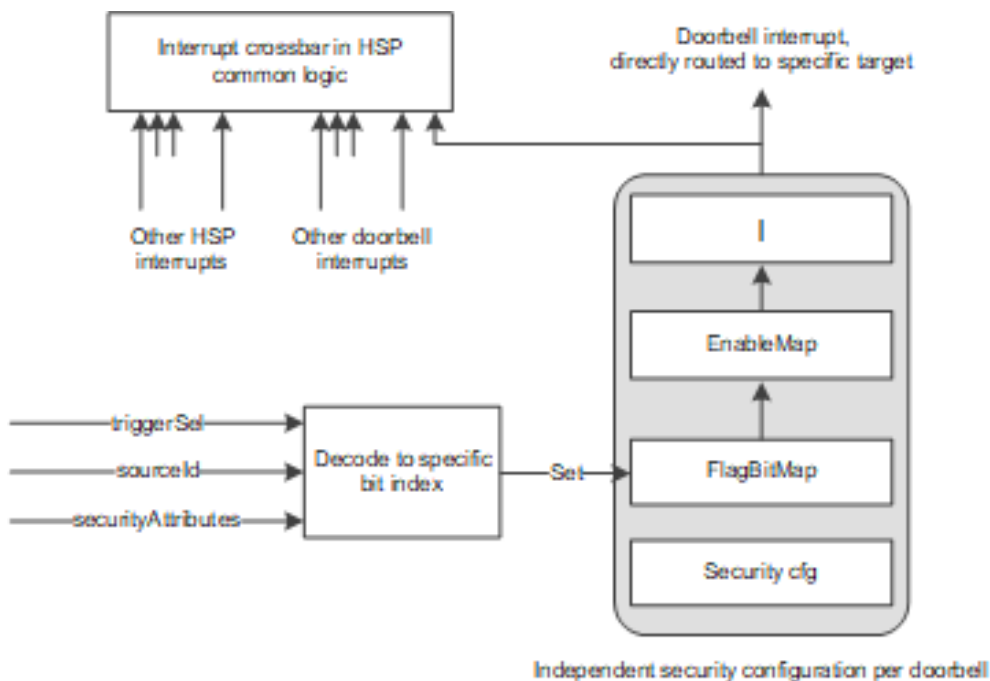 Interrupt crossbar in HSP
common logic
Doorbell interrupt,
directly routed to specific target
Other HSP
interrupts
Other doorbell
interrupts
|
EnableMap
triggerSel
sourceId
securityAttributes
Decode to specific
bit index
Set
FlagBitMap
Security cfg
Independent security configuration per doorbell